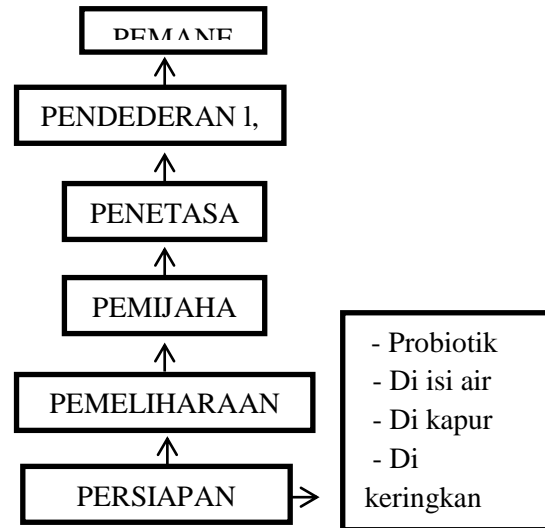 PEMANE
PENDEDERAN l,
PENETASA
PEMIJAHA
PEMELIHARAAN
PERSIAPAN
- Probiotik
- Di isi air
- Di kapur
- Di
keringkan